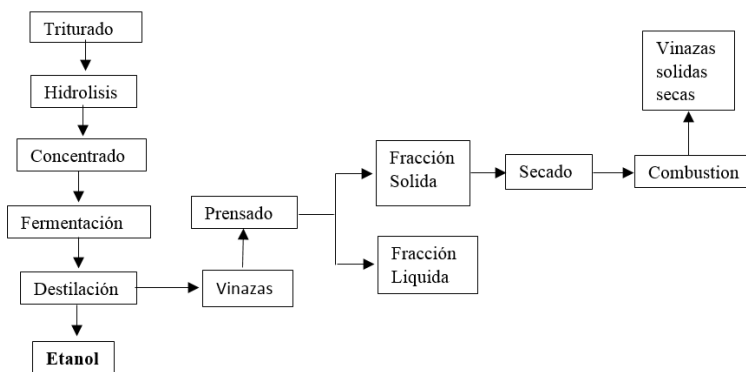 Triturado
Hidrolisis
Concentrado
Fermentación
Destilación
Etanol
Vinazas
Prensado
Fracción
Solida
Fracción
Liquida
Secado
Combustion
Vinazas
solidas
secas